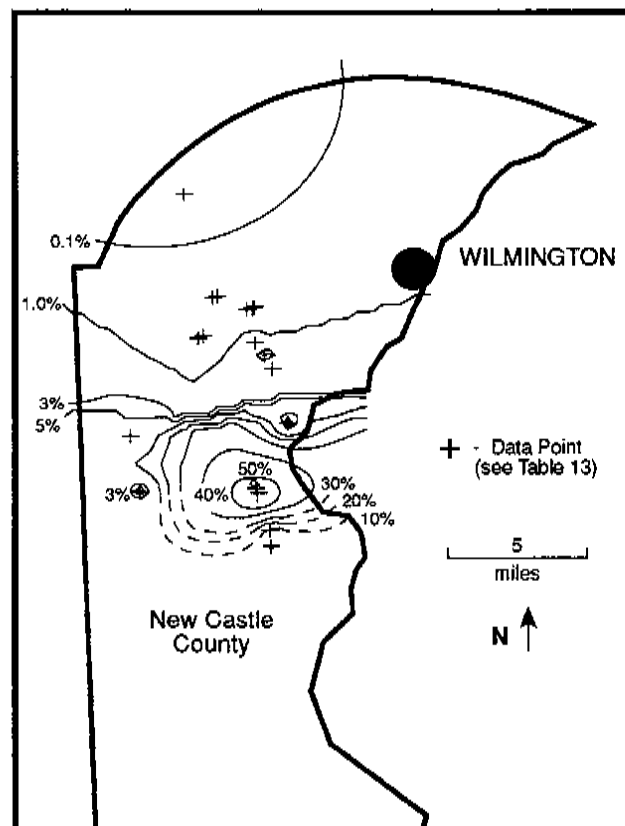 WILMINGTON
0.1%
1.0%
3%
5%
+ - Data Point
(see Table 13)
50%
3%
40%
30%
20%
10%
5
miles
New Castle
County
N